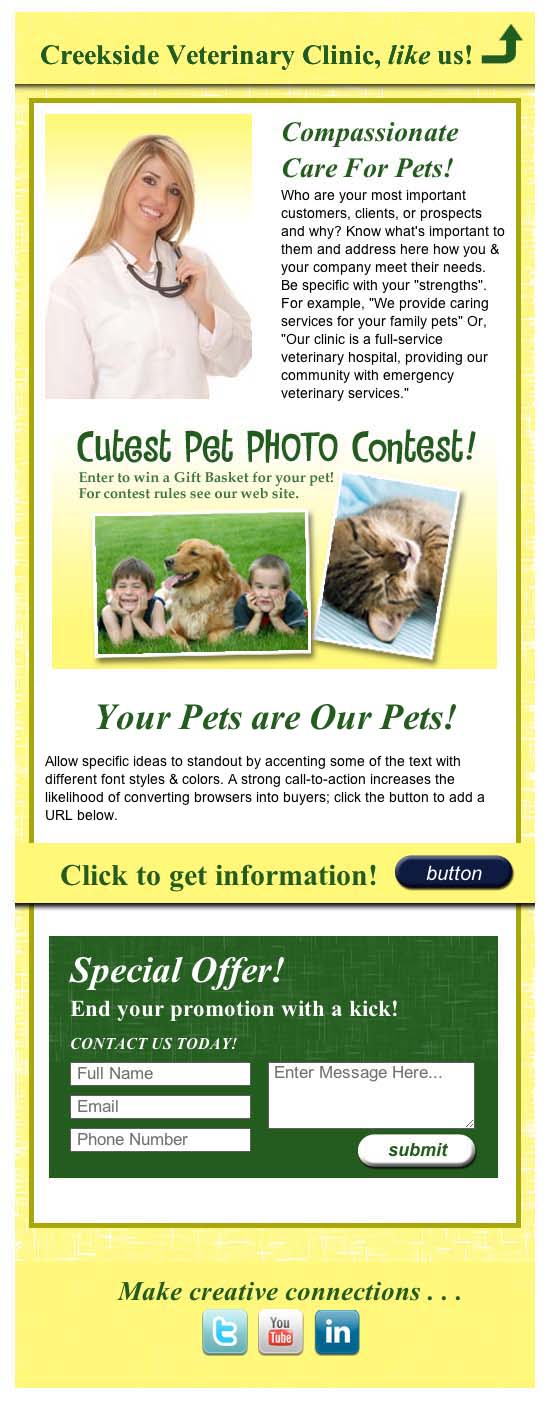 Creekside Veterinary Clinic, like us!
Compassionate
Care For Pets!
Who are your most important
customers, clients, or prospects
and why? Know what's important to
them and address here how you &
your company meet their needs.
Be specific with your "strengths".
For example, "We provide caring
services for your family pets" Or,
"Our clinic is a full-service
veterinary hospital, providing our
community with emergency
veterinary services."
Cutest Pet PHOTO Contest!
Enter to win a Gift Basket for your pet!
For contest rules see our web site.
Your Pets are Our Pets!
Allow specific ideas to standout by accenting some of the text with
different font styles & colors. A strong call-to-action increases the
likelihood of converting browsers into buyers; click the button to add a
URL below.
Click to get information!
button
Special Offer!
End your promotion with a kick!
CONTACT US TODAY!
Full Name
Enter Message Here...
Email
Phone Number
submit
Make creative connections . . .
You
Tube
in